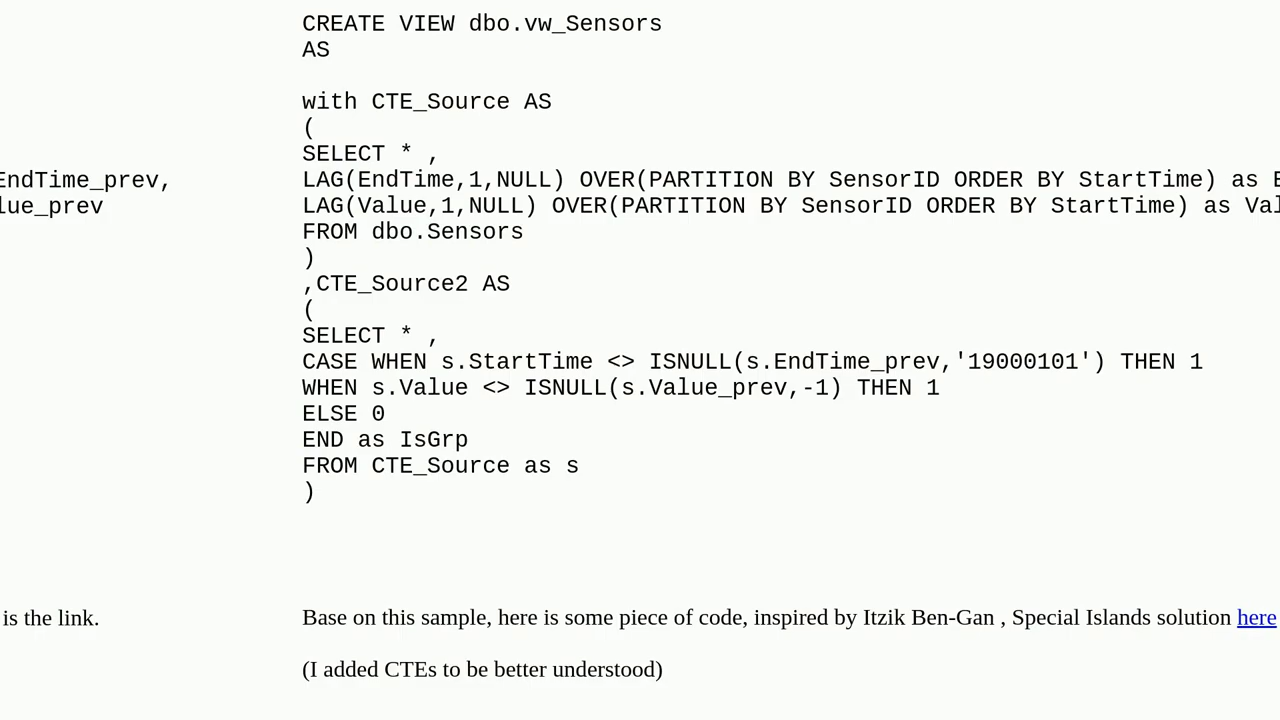 EndTime_prev,
lue_prev
is the link.
CREATE VIEW dbo.vw_Sensors
AS
with CTE_Source AS
(
SELECT * ,
LAG(EndTime,1,NULL) OVER(PARTITION BY SensorID ORDER BY StartTime) as E
LAG(Value,1,NULL) OVER(PARTITION BY SensorID ORDER BY StartTime) as Val
FROM dbo.Sensors
)
,CTE_Source2 AS
(
SELECT * ,
CASE WHEN s.StartTime <> ISNULL(s.EndTime_prev,'19000101') THEN 1
WHEN s.Value <> ISNULL(s.Value_prev,-1) THEN 1
ELSE 0
END as IsGrp
FROM CTE_Source as s
)
Base on this sample, here is some piece of code, inspired by Itzik Ben-Gan , Special Islands solution here
(I added CTEs to be better understood)